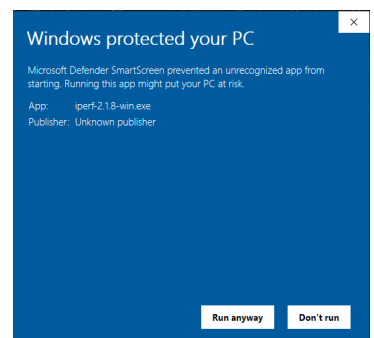 Windows protected your PC
Microsoft Defender SmartScreen prevented an unrecognized app from
starting. Running this app might put your PC at risk.
App: iperf-2.1.8-win.exe
Publisher: Unknown publisher
Run anyway Don't run